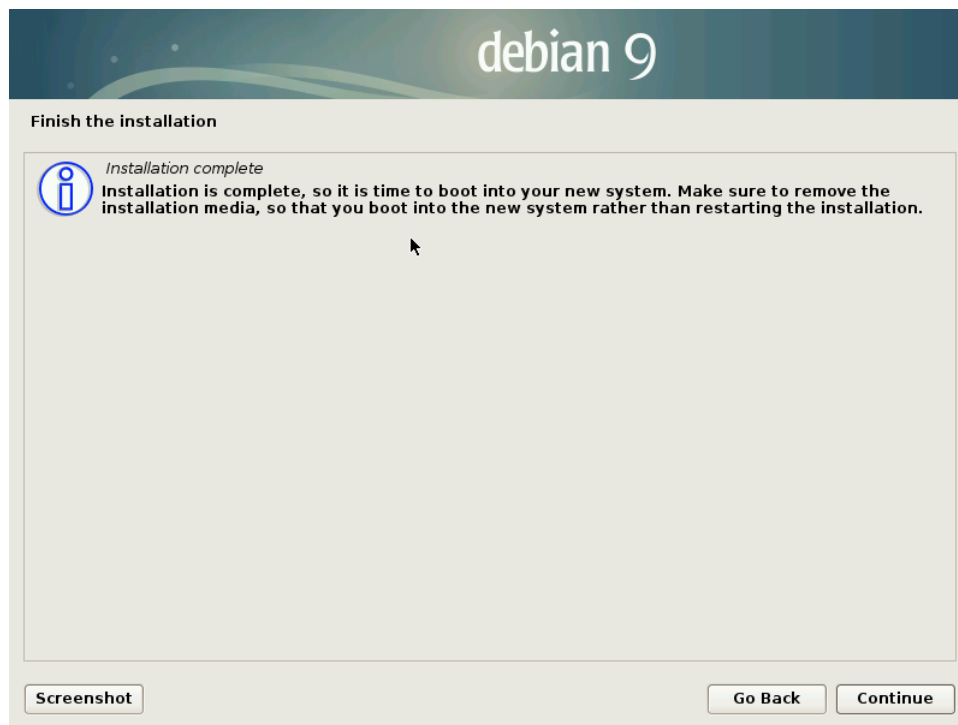 debian 9
Finish the installation
Installation complete
Installation is complete, so it is time to boot into your new system. Make sure to remove the
installation media, so that you boot into the new system rather than restarting the installation.
Screenshot
Go Back
Continue